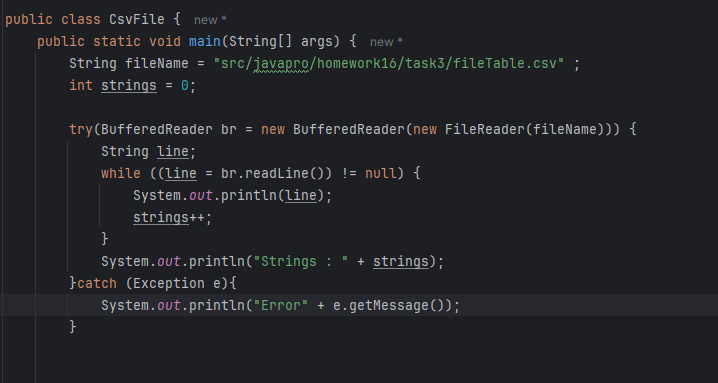 public class CsvFile { new *
public static void main(String[] args) { new *
String fileName = "src/javapro/homework16/task3/fileTable.csv" ;
int strings = 0;
try(BufferedReader br = new BufferedReader(new FileReader(fileName))) {
String line;
while ((line = br.readLine()) != null) {
System.out.println(line);
strings++;
}
System.out.println("Strings : " + strings);
}catch (Exception e){
System.out.println("Error" + e.getMessage());
}